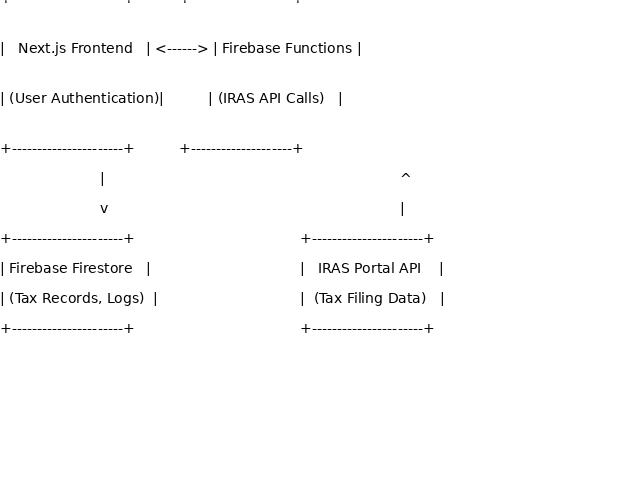 | Next.js Frontend | <------> | Firebase Functions |
| (User Authentication)| | (IRAS API Calls) |
+----------------------+ +--------------------+
| ^
v |
+----------------------+ +----------------------+
| Firebase Firestore | | IRAS Portal API |
| (Tax Records, Logs) | | (Tax Filing Data) |
+----------------------+ +----------------------+